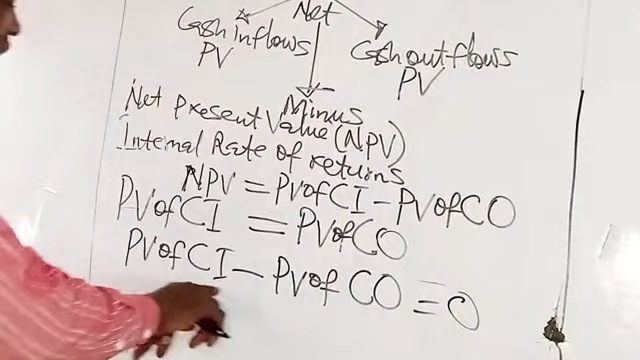 Net
Cash inflows
PV
Cash outflows
PV
Minus
Net Present Value (NPV)
Internal Rate of returns
NPV = PV of CI - PV of CO
PV of CI = PV of CO
PV of CI - PV of CO = 0